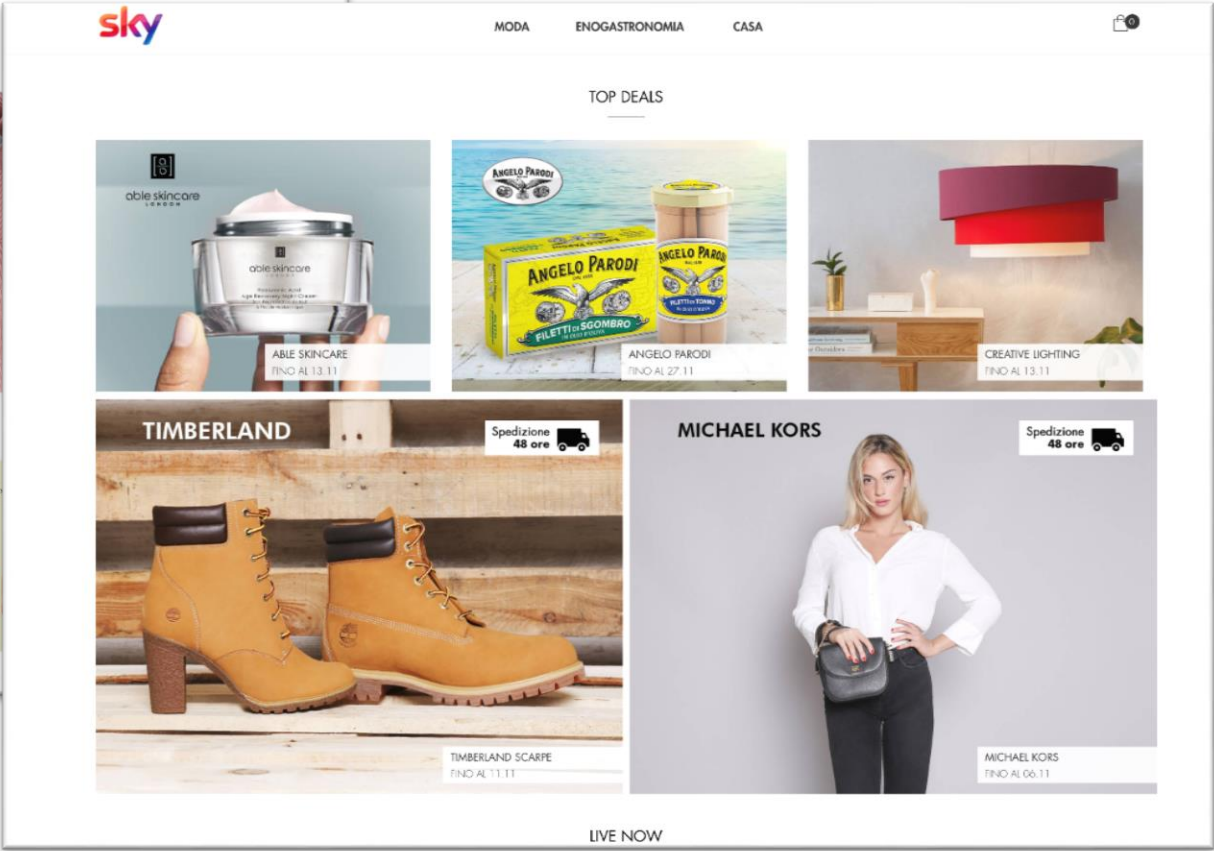 sky
MODA
ENOGASTRONOMIA
CASA
0
TOP DEALS
able skincare
LONDON
able skincare
ABLE SKINCARE
FINO AL 13.11
ANGELO PARODI
ANGELO PARODI
FILETTI DI SGOMBRO
IN OLIO D'OLIVA
ANGELO PARODI
FILETTI DI TONNO
ANGELO PARODI
FINO AL 27.11
CREATIVE LIGHTING
FINO AL 13.11
TIMBERLAND
Spedizione
48 ore
TIMBERLAND SCARPE
FINO AL 11.11
MICHAEL KORS
Spedizione
48 ore
MICHAEL KORS
FINO AL 06.11
LIVE NOW